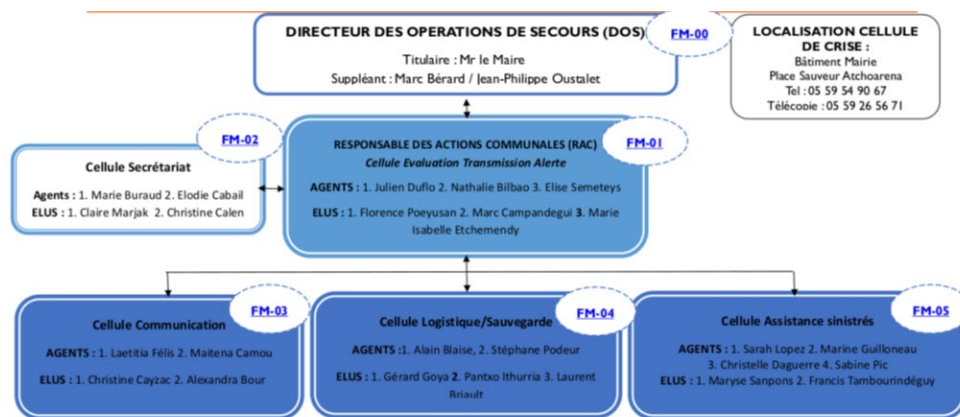 DIRECTEUR DES OPERATIONS DE SECOURS (DOS)
FM-00
Titulaire : Mr le Maire
Suppléant : Marc Bérard / Jean-Philippe Oustalet
LOCALISATION CELLULE
DE CRISE :
Bâtiment Mairie
Place Sauveur Atchoarena
Tel : 05 59 54 90 67
Télécopie : 05 59 26 56 71
FM-02
Cellule Secrétariat
Agents : 1. Marie Buraud 2. Elodie Cabail
ELUS : 1. Claire Marjak 2. Christine Calen
FM-01
RESPONSABLE DES ACTIONS COMMUNALES (RAC)
Cellule Evaluation Transmission Alerte
AGENTS : 1. Julien Duflo 2. Nathalie Bilbao 3. Elise Semeteys
ELUS : 1. Florence Poeyusan 2. Marc Campandegui 3. Marie
Isabelle Etchemendy
FM-03
Cellule Communication
AGENTS : 1. Laetitia Félis 2. Maitena Camou
ELUS : 1. Christine Cayzac 2. Alexandra Bour
FM-04
Cellule Logistique/Sauvegarde
AGENTS :1. Alain Blaise, 2. Stéphane Podeur
ELUS : 1. Gérard Goya 2. Pantxo Ithurria 3. Laurent
Briault
FM-05
Cellule Assistance sinistrés
AGENTS : 1. Sarah Lopez 2. Marine Guilloneau
3. Christelle Daguerre 4. Sabine Pic
ELUS : 1. Maryse Sanpons 2. Francis Tambourindéguy